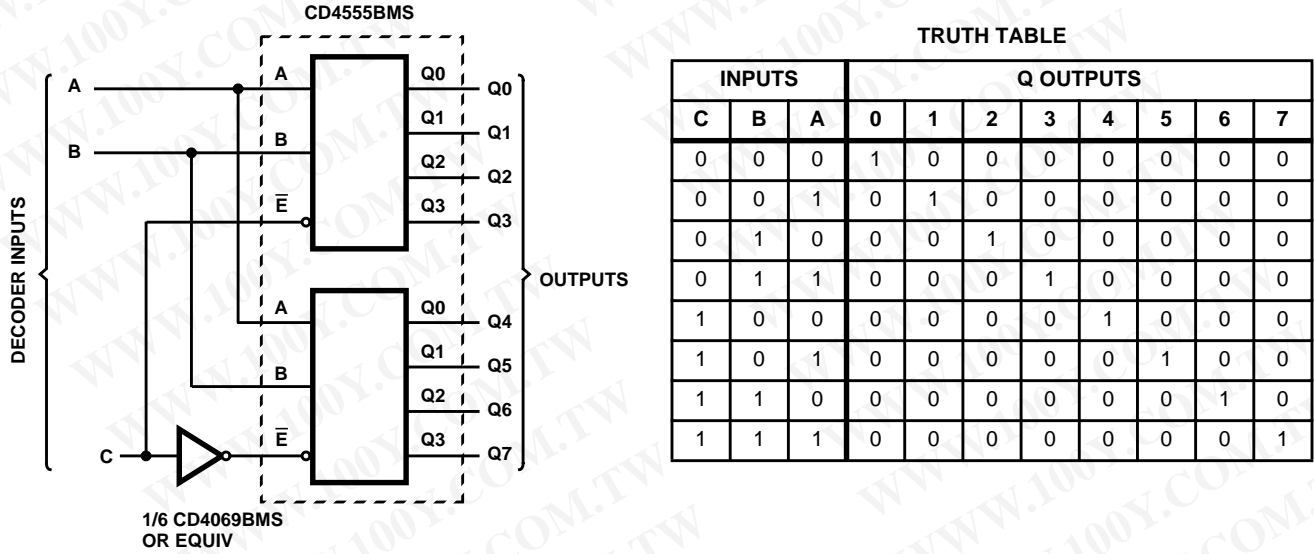 CD4555BMS
A
B
C
DECODER INPUTS
A
B
E̅
Q0
Q1
Q2
Q3
Q0
Q1
Q2
Q3
A
B
E̅
Q0
Q1
Q2
Q3
Q4
Q5
Q6
Q7
OUTPUTS
1/6 CD4069BMS
OR EQUIV
TRUTH TABLE
INPUTS Q OUTPUTS
C B A 0 1 2 3 4 5 6 7
0 0 0 1 0 0 0 0 0 0 0
0 0 1 0 1 0 0 0 0 0 0
0 1 0 0 0 1 0 0 0 0 0
0 1 1 0 0 0 1 0 0 0 0
1 0 0 0 0 0 0 1 0 0 0
1 0 1 0 0 0 0 0 1 0 0
1 1 0 0 0 0 0 0 0 1 0
1 1 1 0 0 0 0 0 0 0 1
WWW.100Y.COM.TW